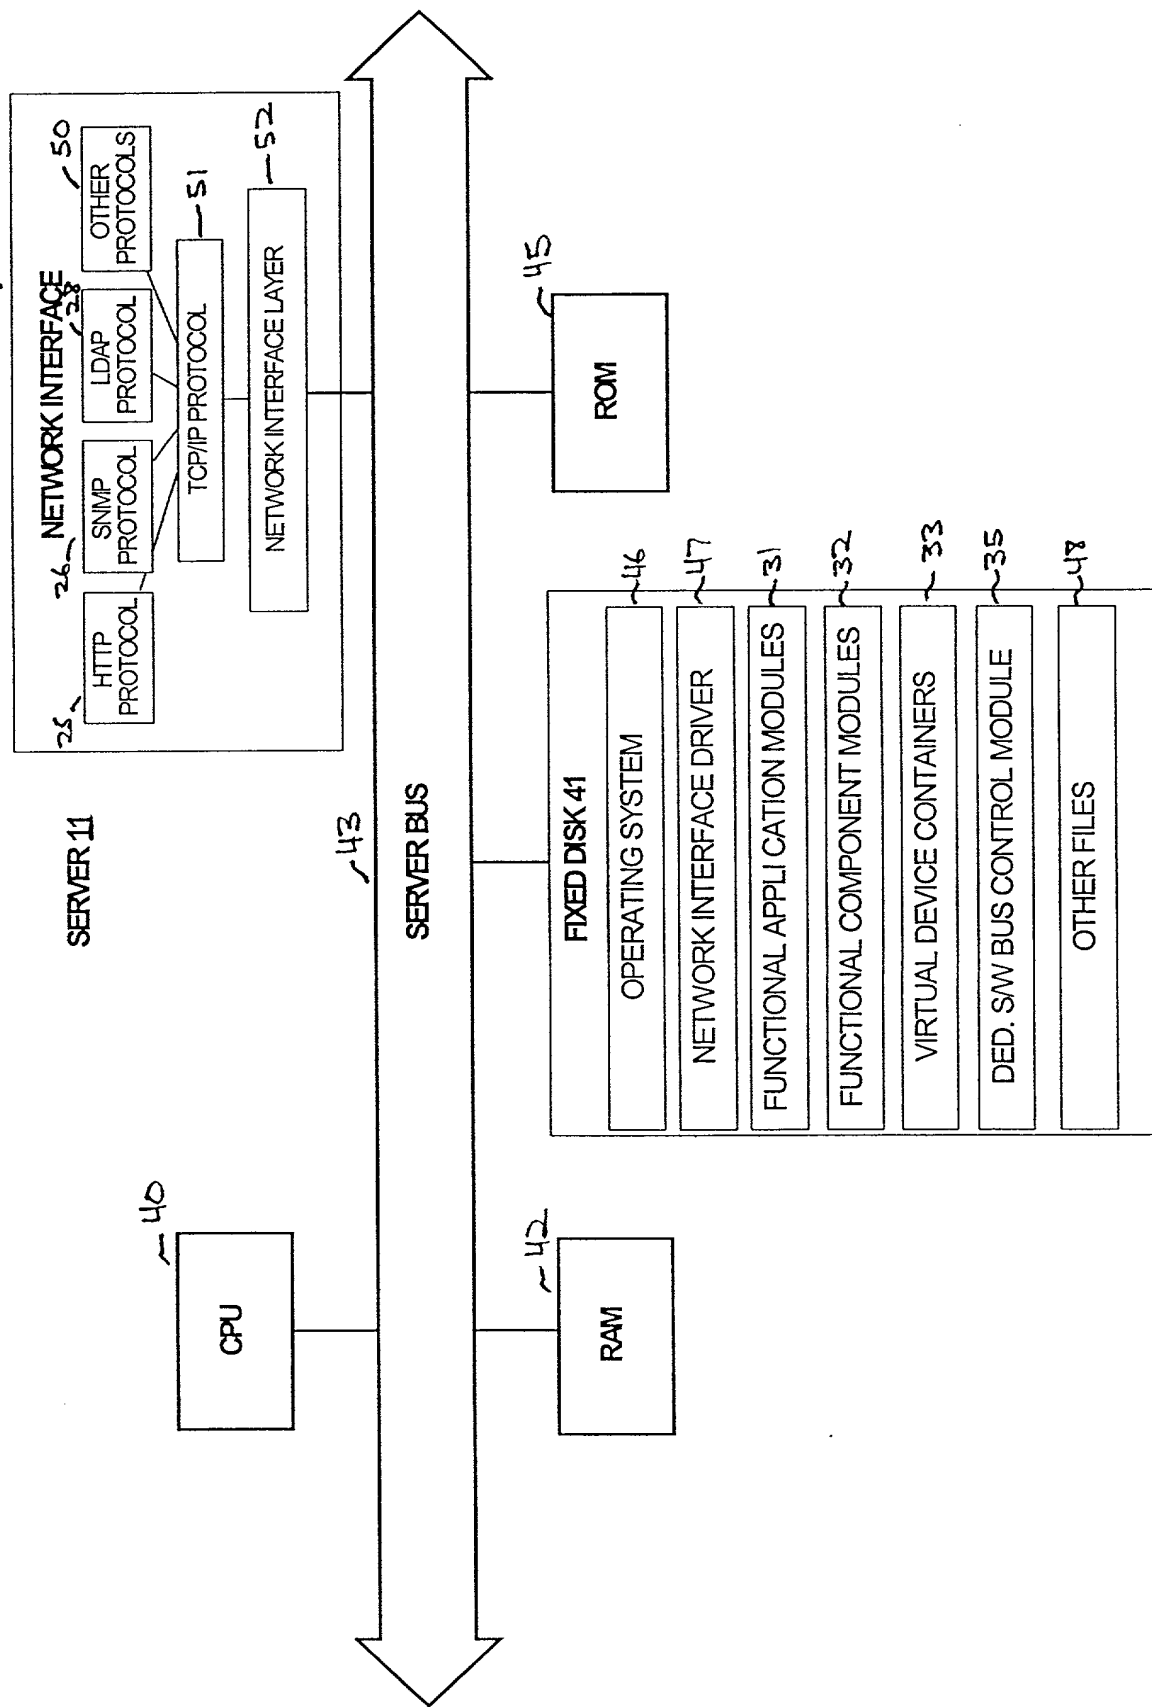 SERVER 11
NETWORK INTERFACE
25
HTTP
PROTOCOL
26
SNMP
PROTOCOL
28
LDAP
PROTOCOL
50
OTHER
PROTOCOLS
51
TCP/IP PROTOCOL
52
NETWORK INTERFACE LAYER
40
CPU
43
SERVER BUS
42
RAM
FIXED DISK 41
OPERATING SYSTEM
46
NETWORK INTERFACE DRIVER
47
FUNCTIONAL APPLICATION MODULES
31
FUNCTIONAL COMPONENT MODULES
32
VIRTUAL DEVICE CONTAINERS
33
DED. S/W BUS CONTROL MODULE
35
OTHER FILES
48
45
ROM